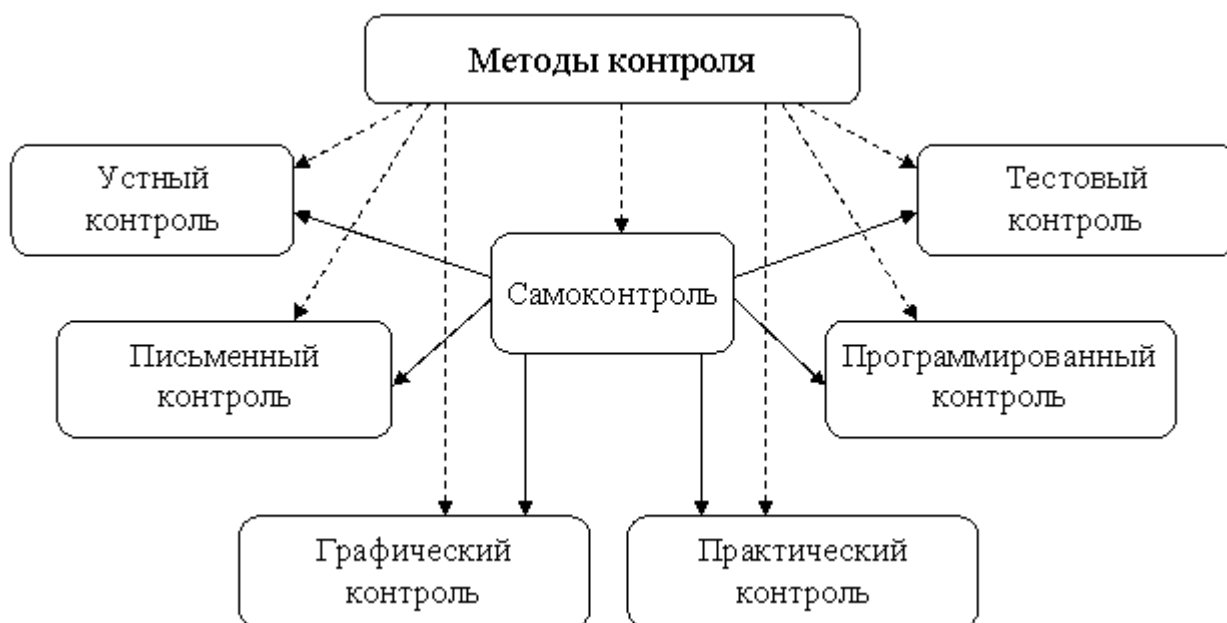 Методы контроля
Устный
контроль
Тестовый
контроль
Самоконтроль
Письменный
контроль
Программированный
контроль
Графический
контроль
Практический
контроль